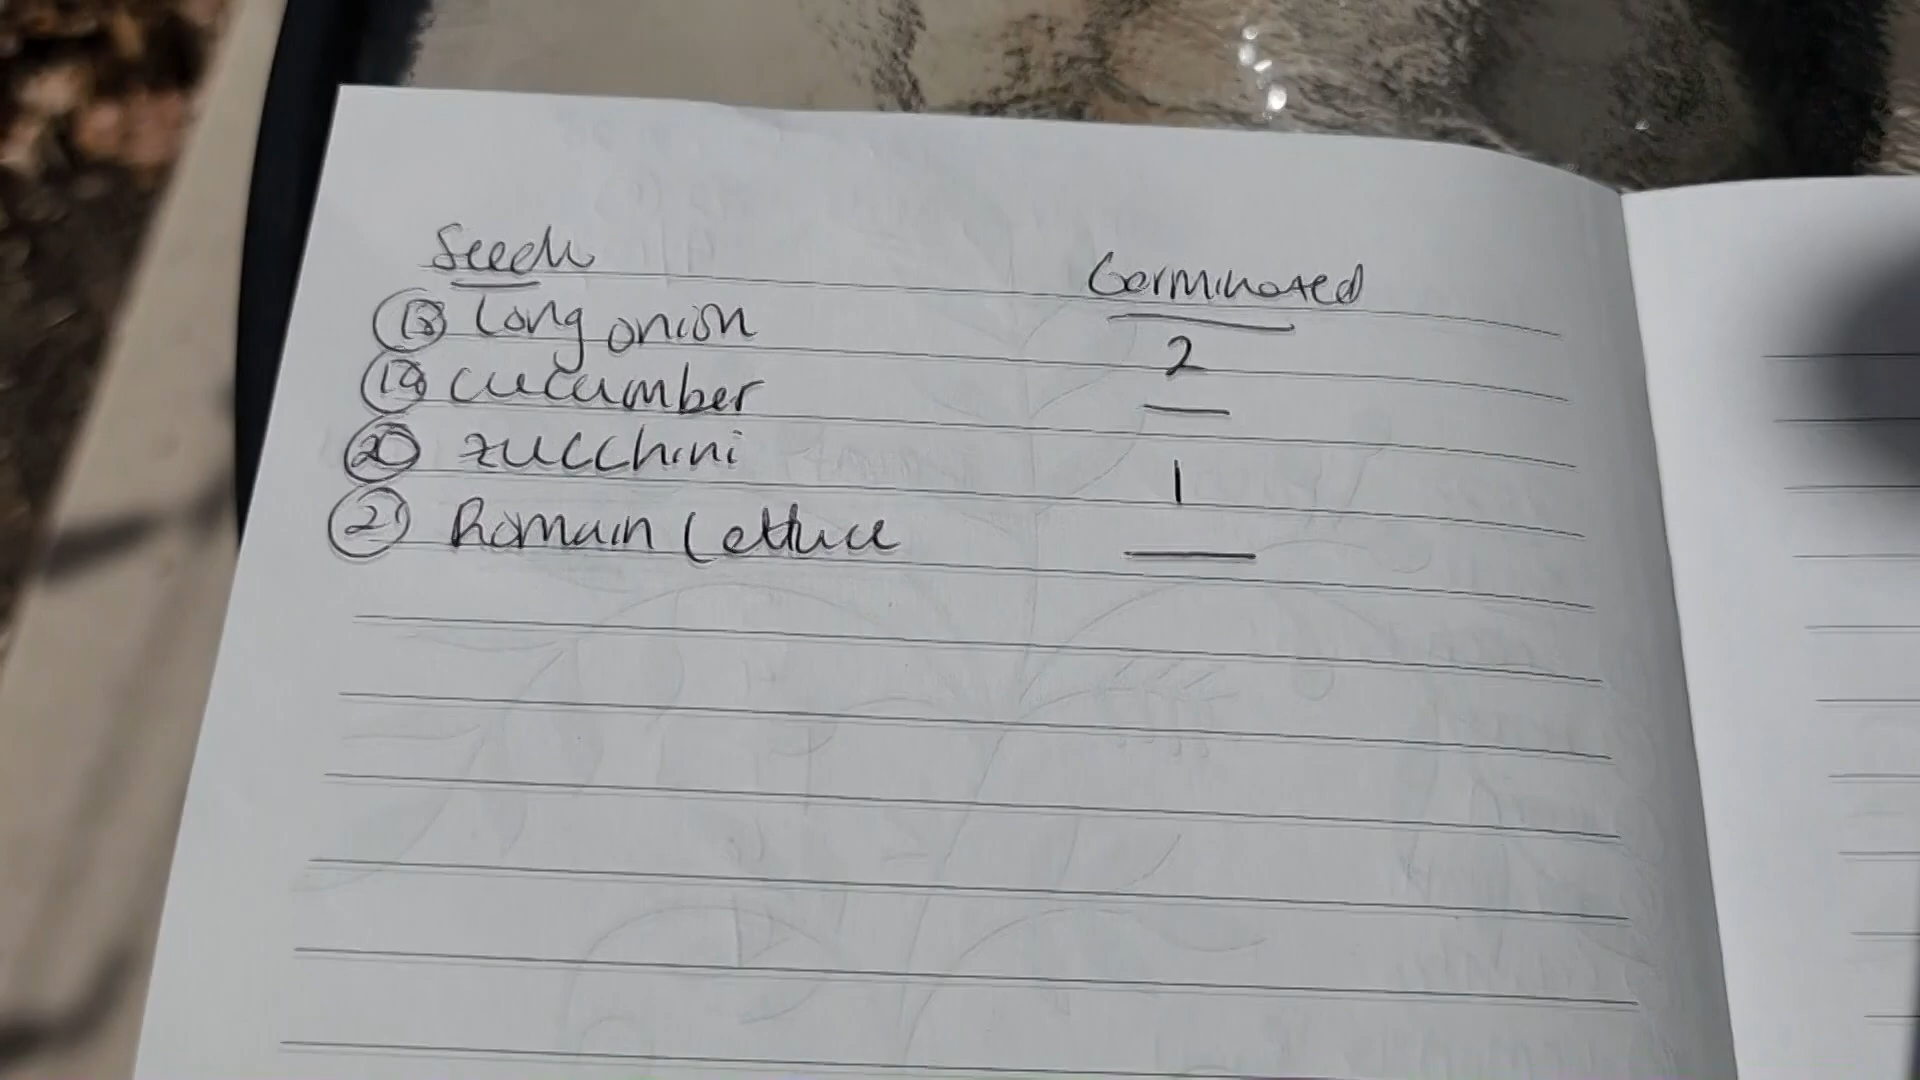 Seeds Germinated
18 Long onion 2
19 cucumber —
20 zucchini 1
21 Romain Lettuce —